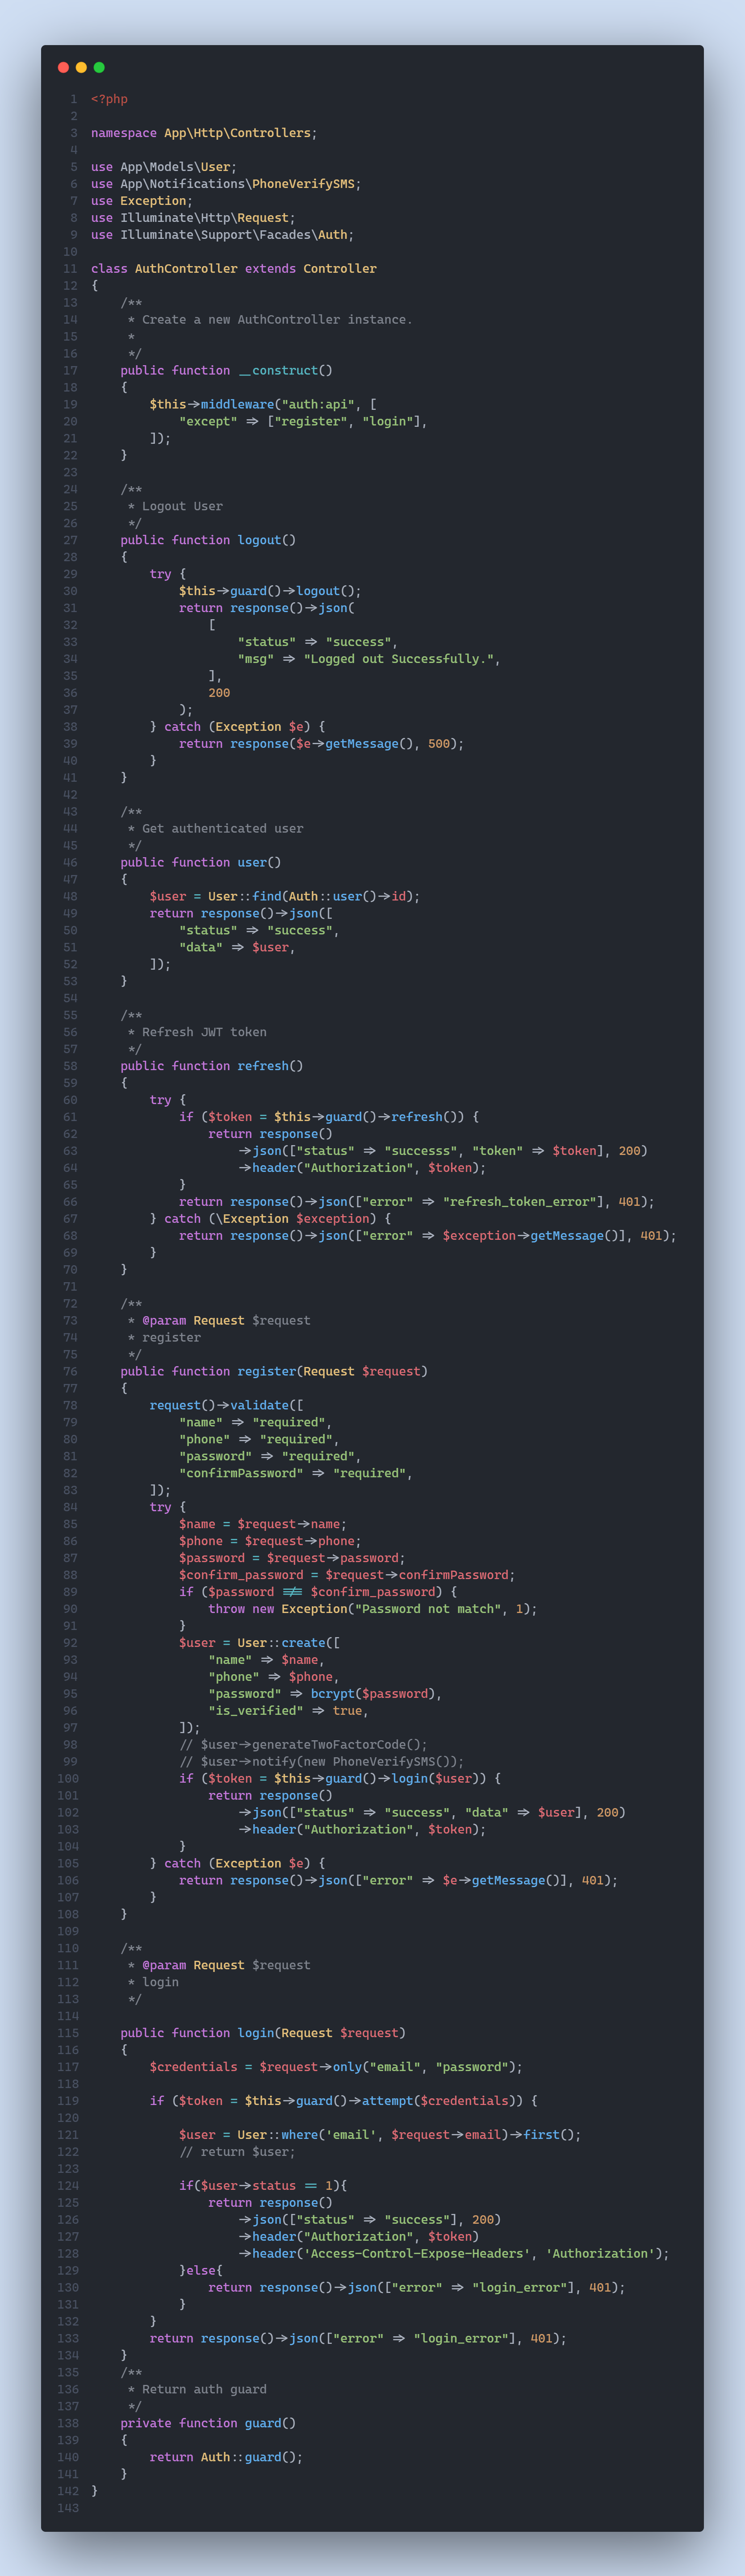 1 <?php
2
3 namespace App\Http\Controllers;
4
5 use App\Models\User;
6 use App\Notifications\PhoneVerifySMS;
7 use Exception;
8 use Illuminate\Http\Request;
9 use Illuminate\Support\Facades\Auth;
10
11 class AuthController extends Controller
12 {
13     /**
14      * Create a new AuthController instance.
15      *
16      */
17     public function __construct()
18     {
19         $this->middleware("auth:api", [
20             "except" => ["register", "login"],
21         ]);
22     }
23
24     /**
25      * Logout User
26      */
27     public function logout()
28     {
29         try {
30             $this->guard()->logout();
31             return response()->json(
32                 [
33                     "status" => "success",
34                     "msg" => "Logged out Successfully.",
35                 ],
36                 200
37             );
38         } catch (Exception $e) {
39             return response($e->getMessage(), 500);
40         }
41     }
42
43     /**
44      * Get authenticated user
45      */
46     public function user()
47     {
48         $user = User::find(Auth::user()->id);
49         return response()->json([
50             "status" => "success",
51             "data" => $user,
52         ]);
53     }
54
55     /**
56      * Refresh JWT token
57      */
58     public function refresh()
59     {
60         try {
61             if ($token = $this->guard()->refresh()) {
62                 return response()
63                     ->json(["status" => "successs", "token" => $token], 200)
64                     ->header("Authorization", $token);
65             }
66             return response()->json(["error" => "refresh_token_error"], 401);
67         } catch (\Exception $exception) {
68             return response()->json(["error" => $exception->getMessage()], 401);
69         }
70     }
71
72     /**
73      * @param Request $request
74      * register
75      */
76     public function register(Request $request)
77     {
78         request()->validate([
79             "name" => "required",
80             "phone" => "required",
81             "password" => "required",
82             "confirmPassword" => "required",
83         ]);
84         try {
85             $name = $request->name;
86             $phone = $request->phone;
87             $password = $request->password;
88             $confirm_password = $request->confirmPassword;
89             if ($password !== $confirm_password) {
90                 throw new Exception("Password not match", 1);
91             }
92             $user = User::create([
93                 "name" => $name,
94                 "phone" => $phone,
95                 "password" => bcrypt($password),
96                 "is_verified" => true,
97             ]);
98             // $user->generateTwoFactorCode();
99             // $user->notify(new PhoneVerifySMS());
100             if ($token = $this->guard()->login($user)) {
101                 return response()
102                     ->json(["status" => "success", "data" => $user], 200)
103                     ->header("Authorization", $token);
104             }
105         } catch (Exception $e) {
106             return response()->json(["error" => $e->getMessage()], 401);
107         }
108     }
109
110     /**
111      * @param Request $request
112      * login
113      */
114
115     public function login(Request $request)
116     {
117         $credentials = $request->only("email", "password");
118
119         if ($token = $this->guard()->attempt($credentials)) {
120
121             $user = User::where('email', $request->email)->first();
122             // return $user;
123
124             if($user->status == 1){
125                 return response()
126                     ->json(["status" => "success"], 200)
127                     ->header("Authorization", $token)
128                     ->header('Access-Control-Expose-Headers', 'Authorization');
129             }else{
130                 return response()->json(["error" => "login_error"], 401);
131             }
132         }
133         return response()->json(["error" => "login_error"], 401);
134     }
135     /**
136      * Return auth guard
137      */
138     private function guard()
139     {
140         return Auth::guard();
141     }
142 }
143